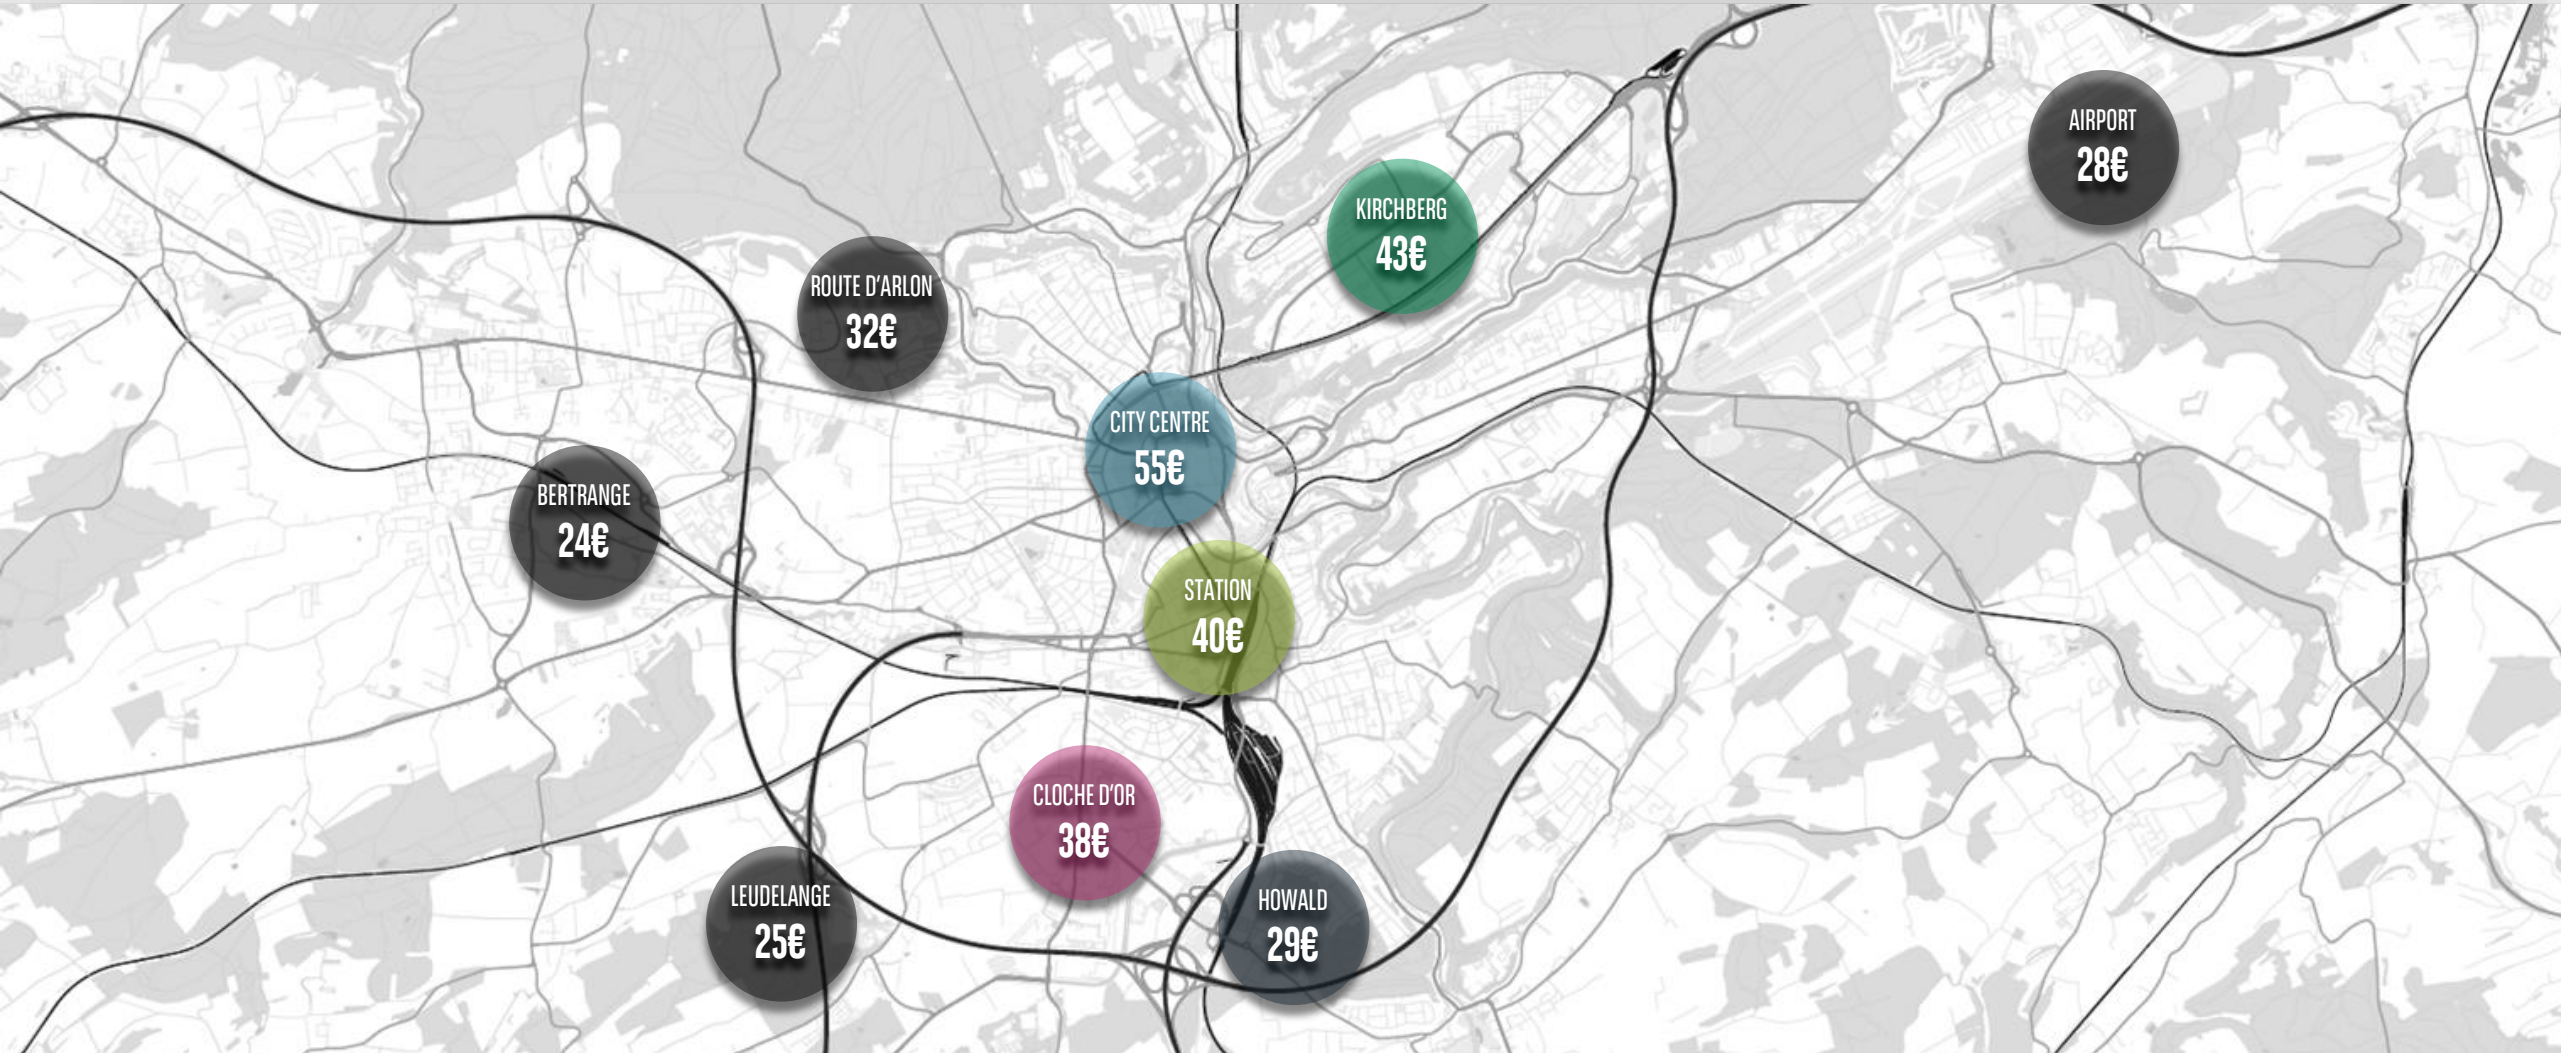 AIRPORT
28€
KIRCHBERG
43€
ROUTE D'ARLON
32€
CITY CENTRE
55€
BERTRANGE
24€
STATION
40€
CLOCHE D'OR
38€
LEUDELANGE
25€
HOWALD
29€